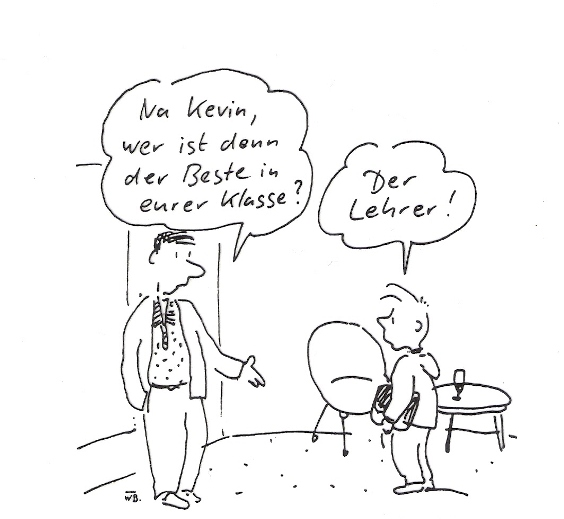 Na Kevin,
wer ist denn
der Beste in
eurer Klasse?
Der
Lehrer!
WB.